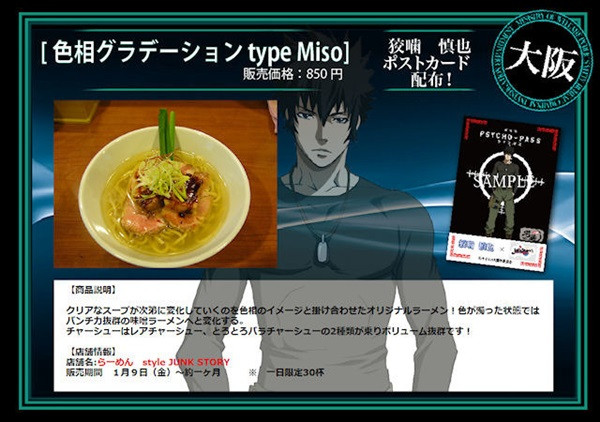 [ 色相グラデーション type Miso]
販売価格：850 円
狡噛 慎也
ポストカード
配布！
大阪
PSYCHO-PASS
SAMPLE
狡噛 慎也 ×
【商品説明】
クリアなスープが次第に変化していくのを色相のイメージと掛け合わせたオリジナルラーメン！色が濁った状態では
パンチ力抜群の味噌ラーメンへと変化する。
チャーシューはレアチャーシュー、とろとろバラチャーシューの2種類が乗りボリューム抜群です！
【店舗情報】
店舗名:らーめん style JUNK STORY
販売期間 1月9日（金）～約一ヶ月 ※ 一日限定30杯